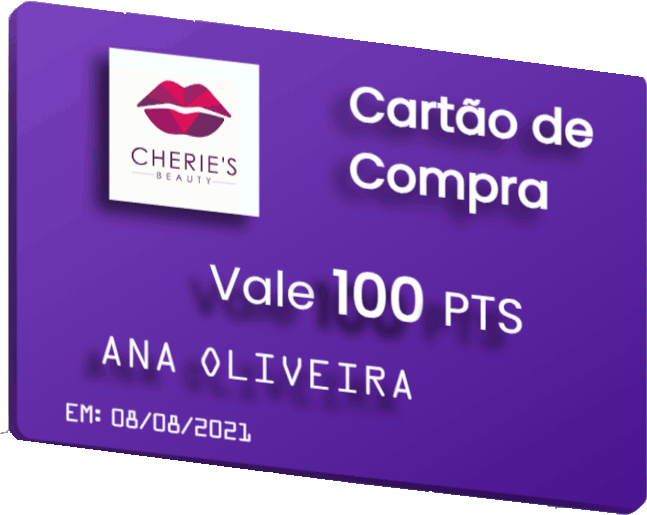 CHERIE'S
BEAUTY
Cartão de
Compra
Vale 100 PTS
ANA OLIVEIRA
EM: 08/08/2021